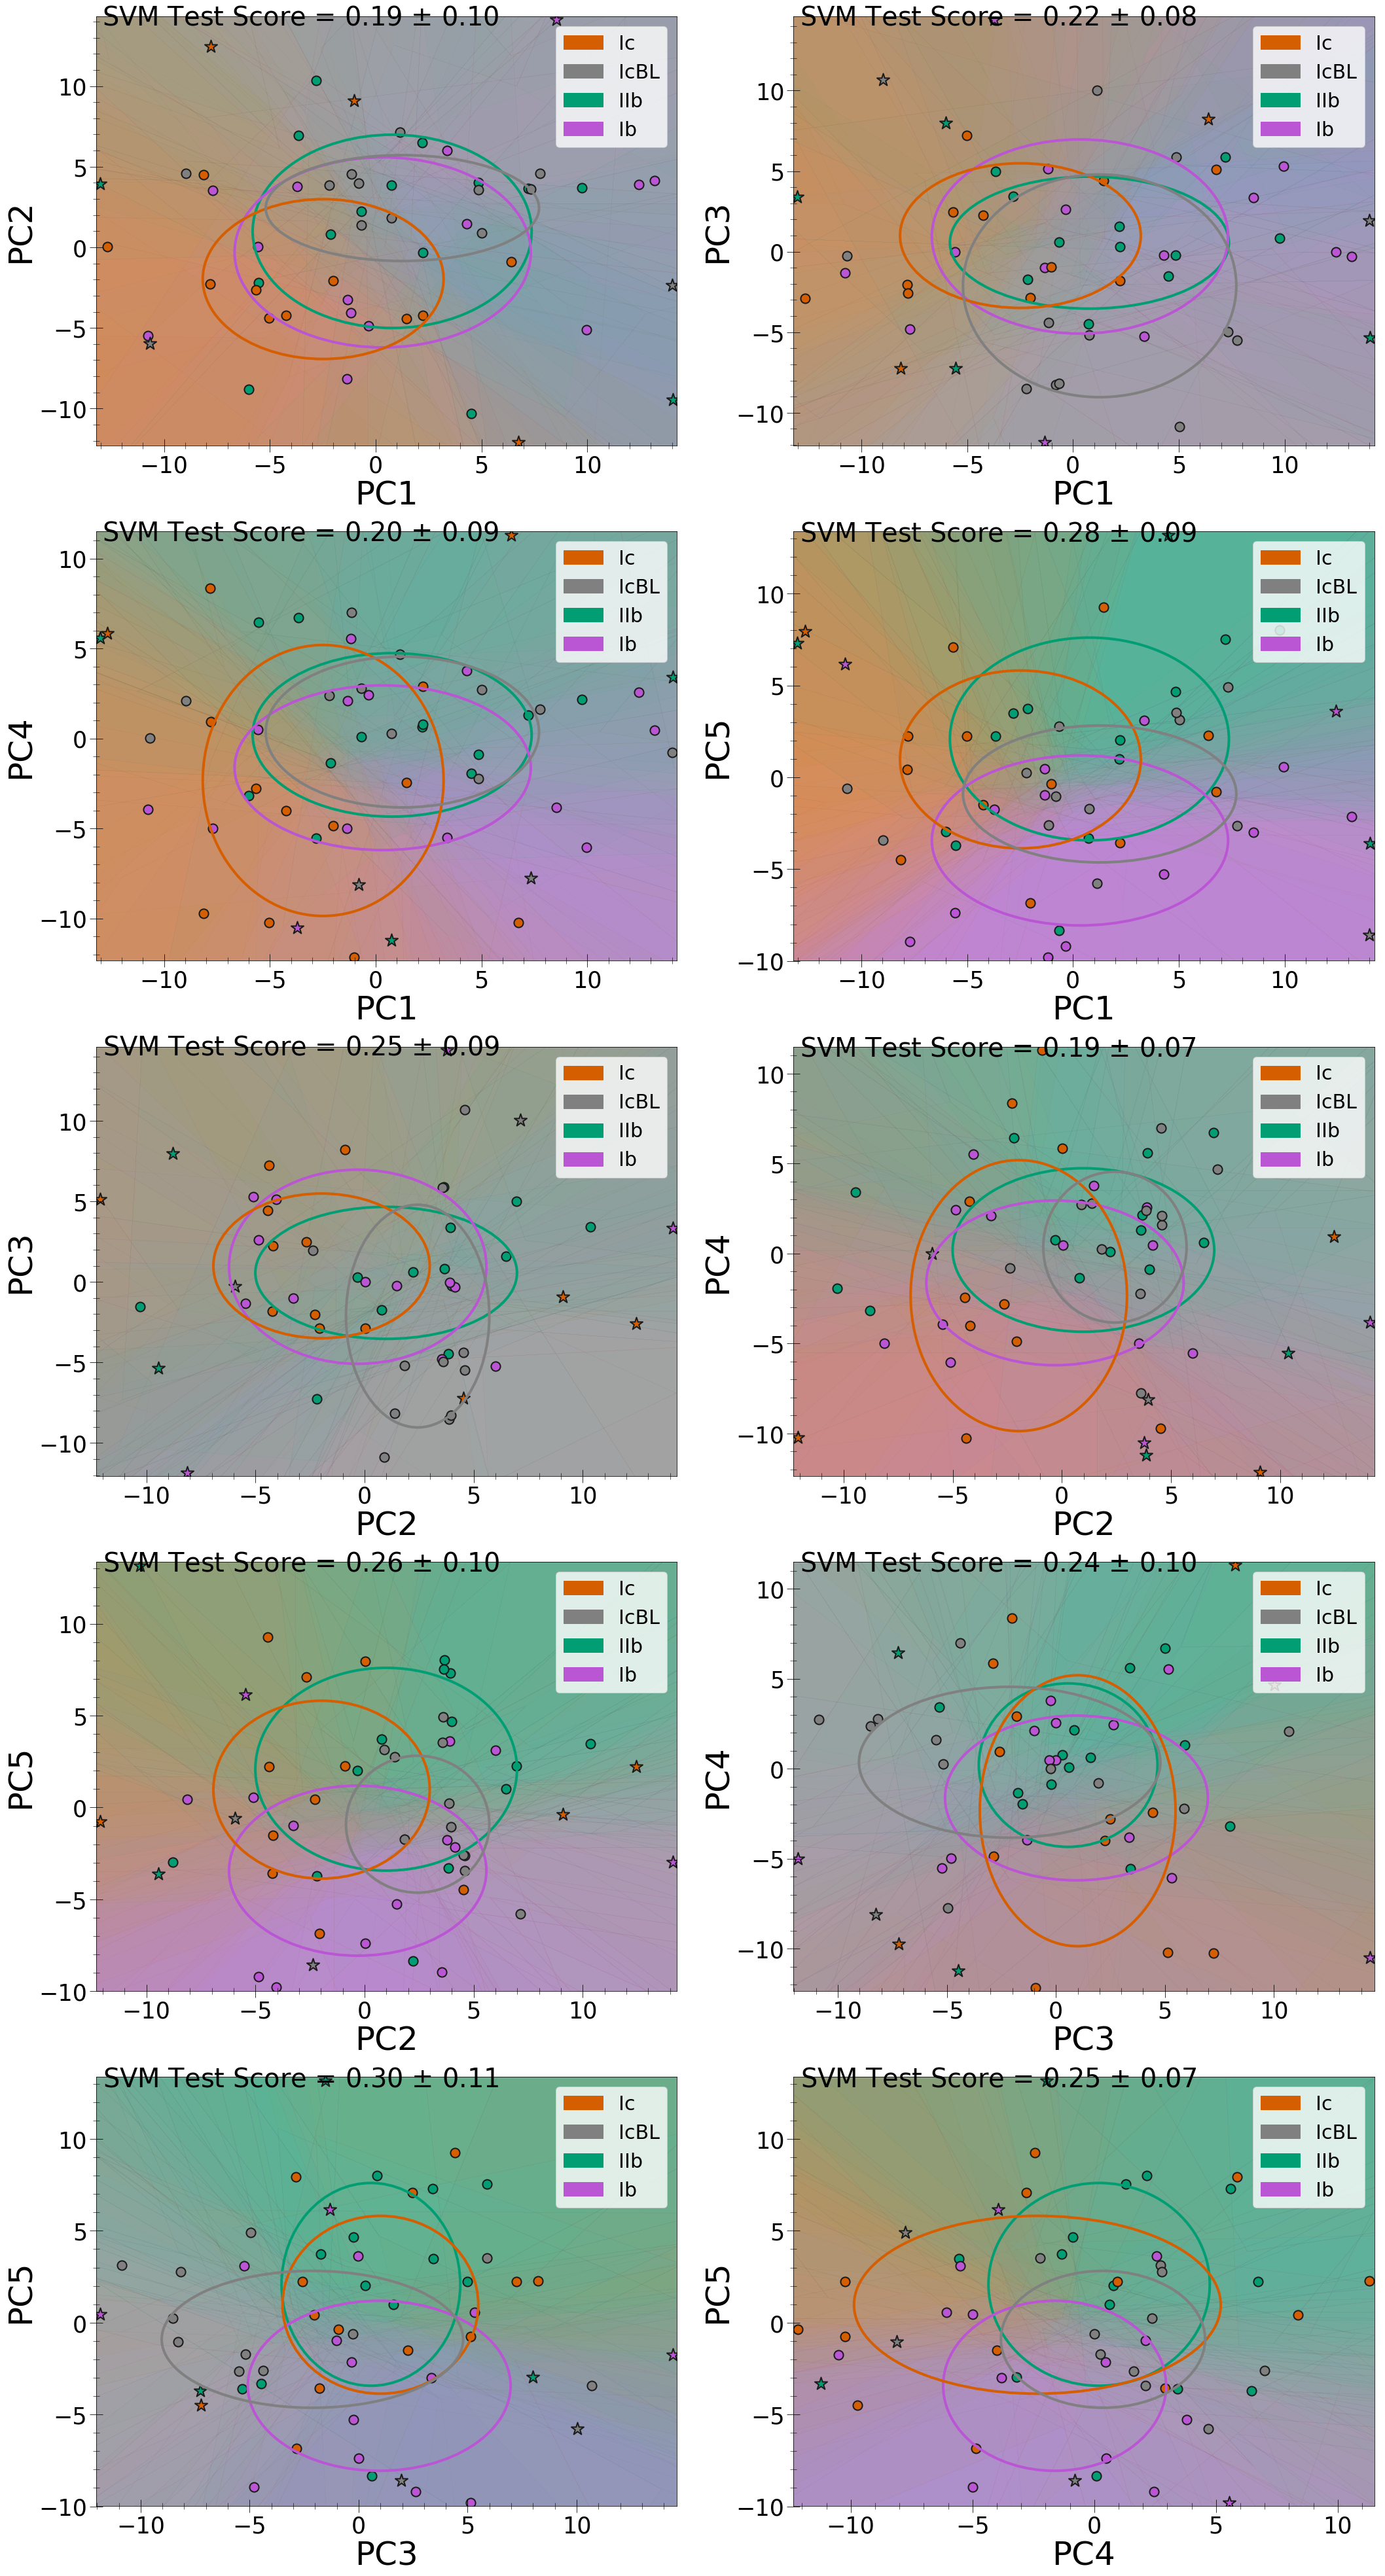 SVM Test Score = 0.19 ± 0.10
Ic
IcBL
IIb
Ib
10
5
0
−5
−10
PC2
−10 −5 0 5 10
PC1
SVM Test Score = 0.22 ± 0.08
Ic
IcBL
IIb
Ib
10
5
0
−5
−10
PC3
−10 −5 0 5 10
PC1
SVM Test Score = 0.20 ± 0.09
Ic
IcBL
IIb
Ib
10
5
0
−5
−10
PC4
−10 −5 0 5 10
PC1
SVM Test Score = 0.28 ± 0.09
Ic
IcBL
IIb
Ib
10
5
0
−5
−10
PC5
−10 −5 0 5 10
PC1
SVM Test Score = 0.25 ± 0.09
Ic
IcBL
IIb
Ib
10
5
0
−5
−10
PC3
−10 −5 0 5 10
PC2
SVM Test Score = 0.19 ± 0.07
Ic
IcBL
IIb
Ib
10
5
0
−5
−10
PC4
−10 −5 0 5 10
PC2
SVM Test Score = 0.26 ± 0.10
Ic
IcBL
IIb
Ib
10
5
0
−5
−10
PC5
−10 −5 0 5 10
PC2
SVM Test Score = 0.24 ± 0.10
Ic
IcBL
IIb
Ib
10
5
0
−5
−10
PC4
−10 −5 0 5 10
PC3
SVM Test Score = 0.30 ± 0.11
Ic
IcBL
IIb
Ib
10
5
0
−5
−10
PC5
−10 −5 0 5 10
PC3
SVM Test Score = 0.25 ± 0.07
Ic
IcBL
IIb
Ib
10
5
0
−5
−10
PC5
−10 −5 0 5 10
PC4